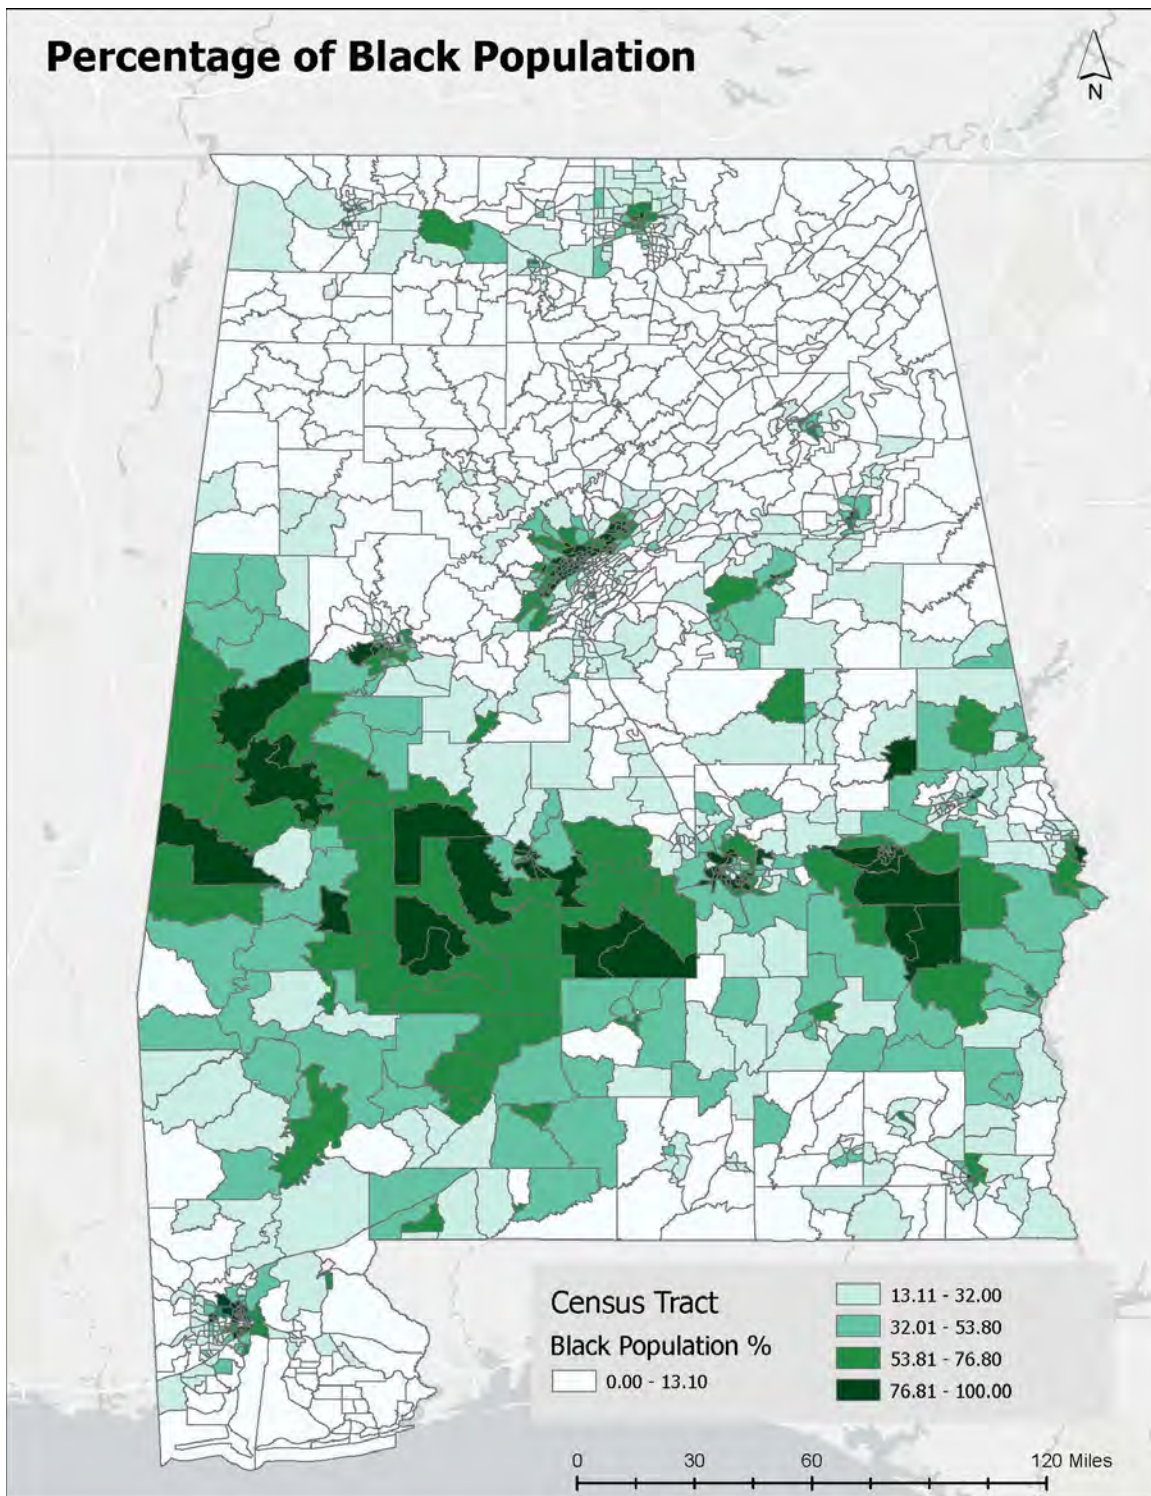 Percentage of Black Population
N
Census Tract
Black Population %
0.00 - 13.10
13.11 - 32.00
32.01 - 53.80
53.81 - 76.80
76.81 - 100.00
0 30 60 120 Miles